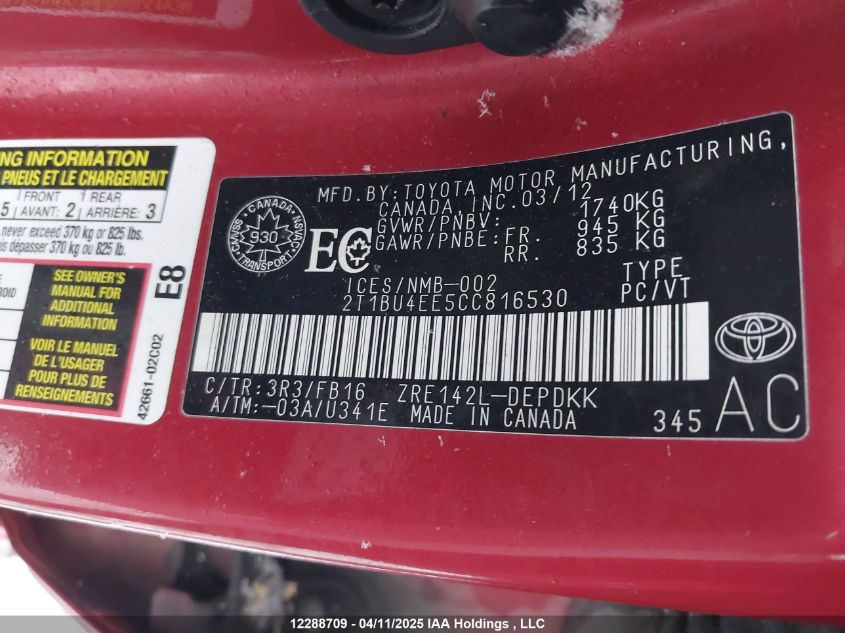 NG INFORMATION
PNEUS ET LE CHARGEMENT
5 FRONT AVANT: 2 REAR ARRIÈRE: 3
never exceed 370 kg or 825 lbs.
dépasser 370 kg ou 825 lb.
SEE OWNER'S
MANUAL FOR
ADDITIONAL
INFORMATION
VOIR LE MANUEL
DE L'USAGER
POUR PLUS DE
RENSEIGNEMENTS
E8
42661-02C02
MFD.BY:TOYOTA MOTOR MANUFACTURING,
CANADA,INC.03/12
GVWR/PNBV: 1740KG
GAWR/PNBE:FR. 945 KG
RR. 835 KG
CANADA
930
TRANSPORT
EC
ICES/NMB-002
2T1BU4EE5CC816530
TYPE
PC/VT
C/TR:3R3/FB16 ZRE142L-DEPDKK
A/TM:-03A/U341E MADE IN CANADA
345 AC
TOYOTA
12288709 - 04/11/2025 IAA Holdings , LLC